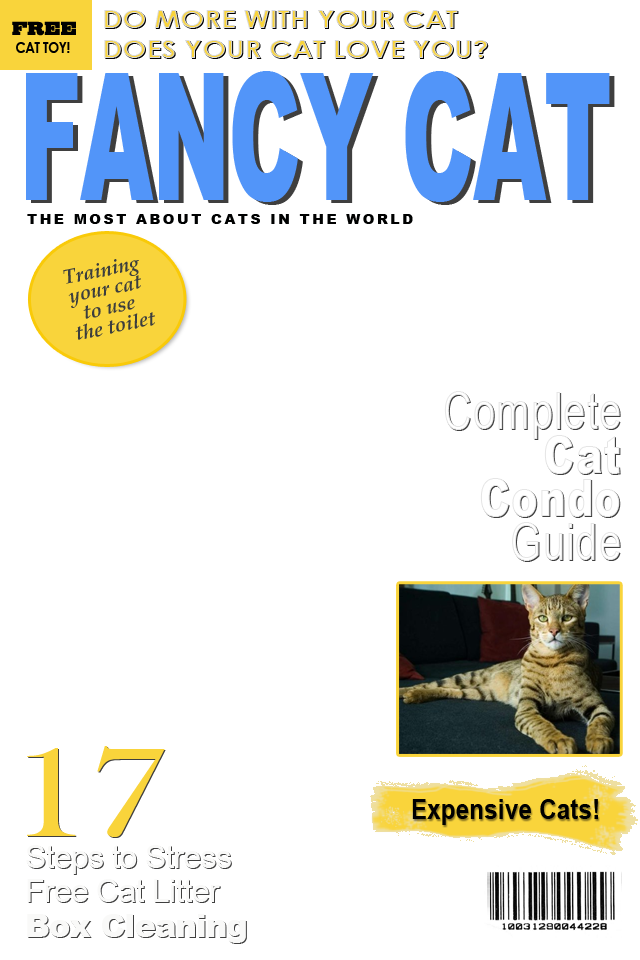 FREE
CAT TOY!
DO MORE WITH YOUR CAT
DOES YOUR CAT LOVE YOU?
FANCY CAT
THE MOST ABOUT CATS IN THE WORLD
Training
your cat
to use
the toilet
Complete
Cat
Condo
Guide
17
Steps to Stress
Free Cat Litter
Box Cleaning
Expensive Cats!
10031290044228